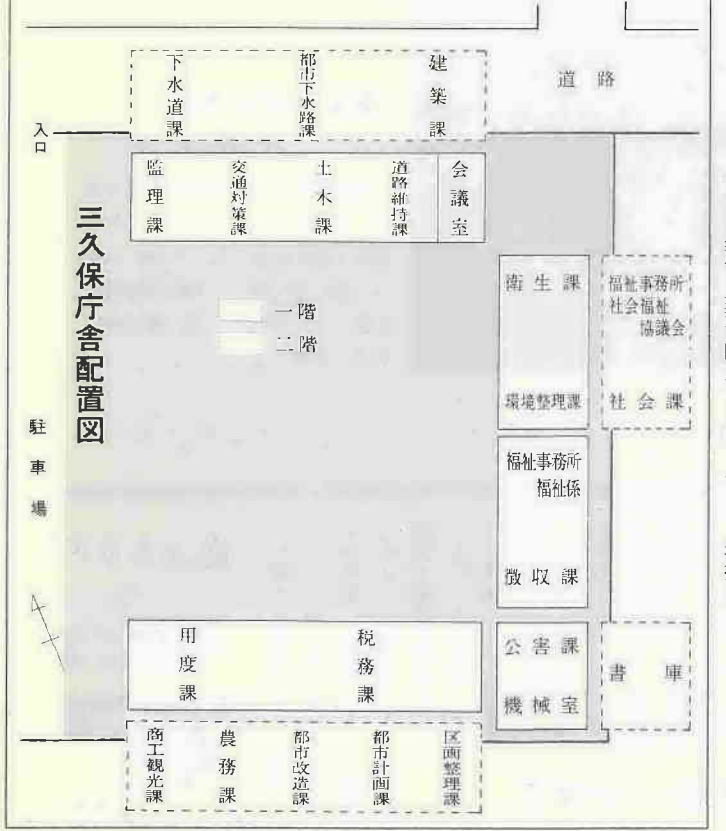 三久保庁舎配置図
下水道課
都市下水路課
建築課
道路
入口
監理課
交通対策課
土木課
道路維持課
会議室
一階
二階
衛生課
環境整理課
福祉事務所
社会福祉
協議会
社会課
福祉事務所
福祉係
徴収課
駐車場
用度課
税務課
公害課
機械室
書庫
商工観光課
農務課
都市改造課
都市計画課
区画整理課